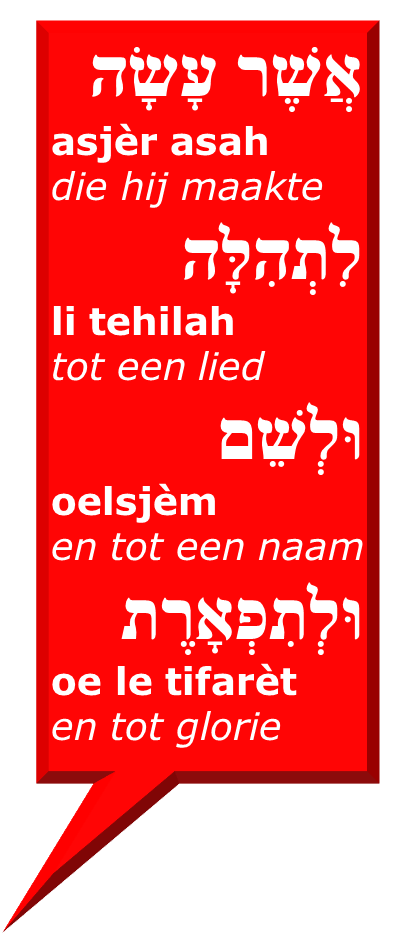 אֲשֶׁר עָשָׂה
asjèr asah
die hij maakte
לִתְהִלָּה
li tehilah
tot een lied
וּלְשֵׁם
oelsjèm
en tot een naam
וּלְתִפְאָרֶת
oe le tifarèt
en tot glorie